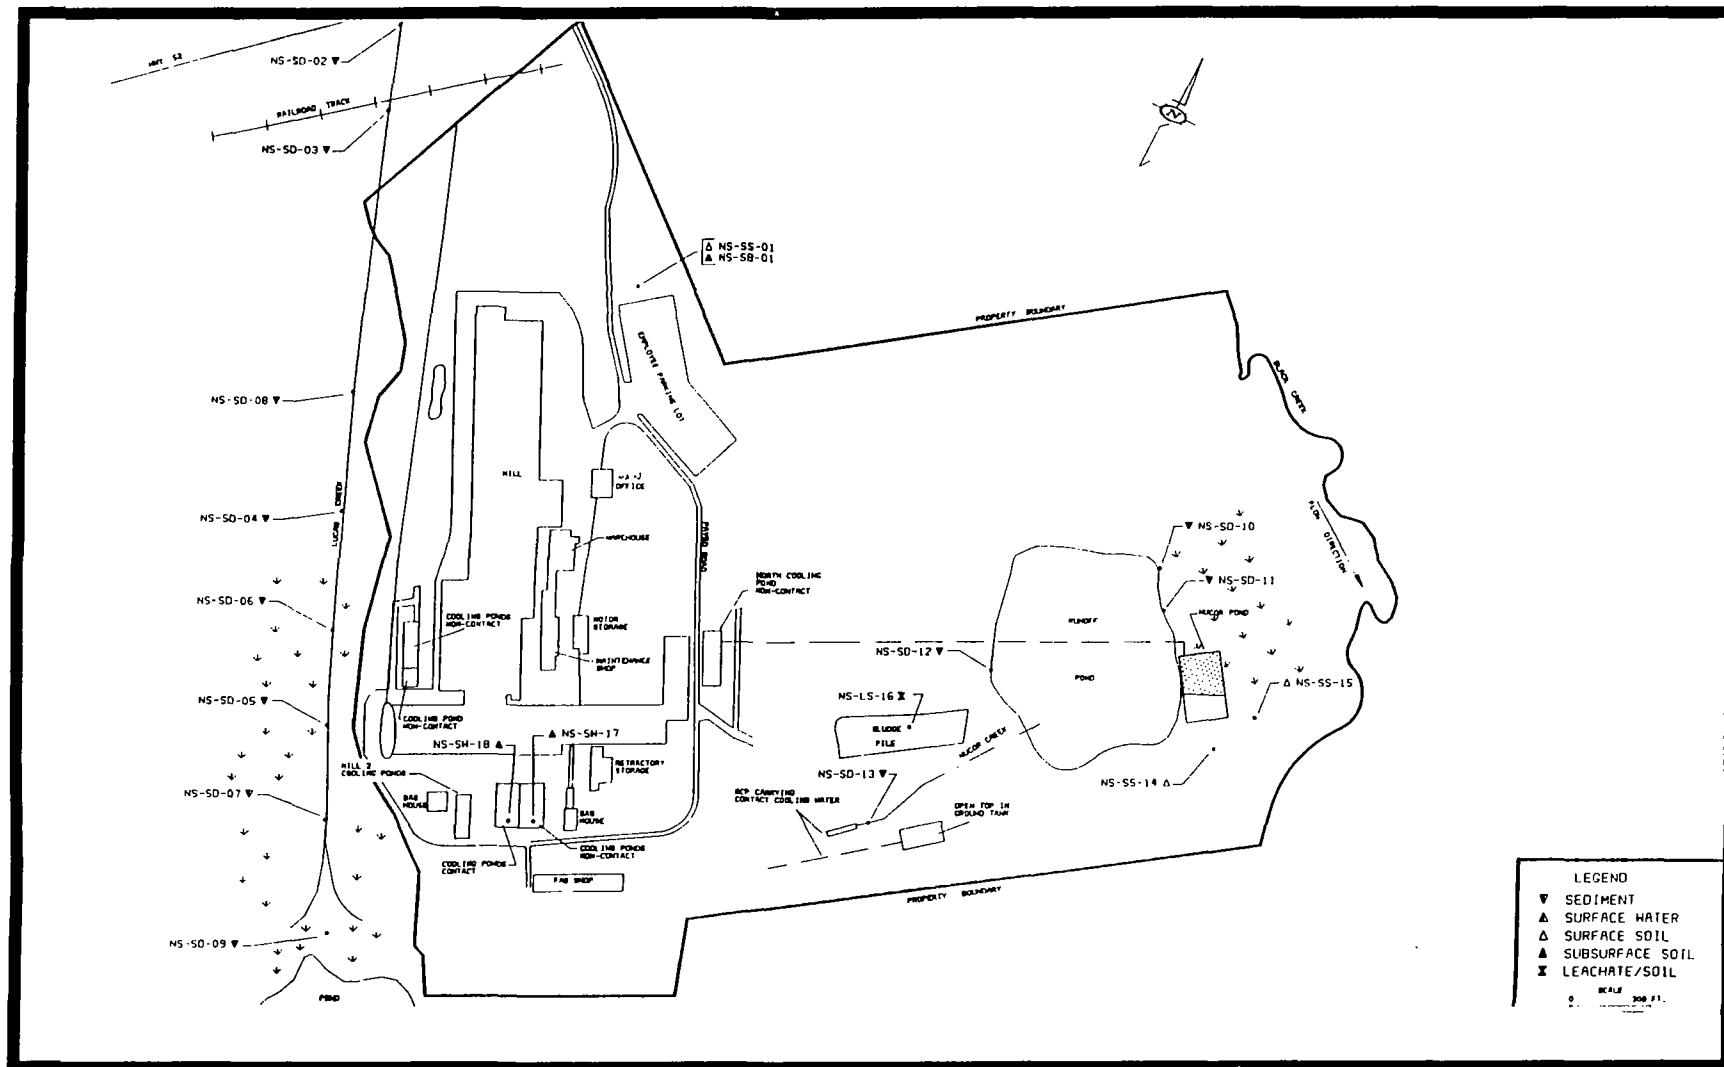 HWY 52
NS-SD-02
RAILROAD TRACK
NS-SD-03
N
NS-SS-01
NS-SB-01
PROPERTY BOUNDARY
EMPLOYEE PARKING LOT
BLACK CREEK
NS-SD-08
MILL
OFFICE
NS-SD-04
LUCAS CREEK
WAREHOUSE
PAVED ROAD
FLOW DIRECTION
NS-SD-10
NORTH COOLING
POND
NON-CONTACT
NS-SD-11
NS-SD-06
COOLING PONDS
NON-CONTACT
MOTOR
STORAGE
RUNOFF
POND
NUCOR POND
NS-SD-12
MAINTENANCE
SHOP
NS-SS-15
NS-LS-16
NS-SD-05
COOLING POND
NON-CONTACT
SLUDGE
PILE
NUCOR CREEK
NS-SW-18
NS-SW-17
REFRACTORY
STORAGE
NS-SD-13
NS-SS-14
MILL 2
COOLING PONDS
NS-SD-07
BAG
HOUSE
RCP CARRYING
CONTACT COOLING WATER
OPEN TOP IN
GROUND TANK
BAG
HOUSE
COOLING PONDS
NON-CONTACT
COOLING PONDS
CONTACT
FAB SHOP
PROPERTY BOUNDARY
NS-SD-09
POND
LEGEND
SEDIMENT
SURFACE WATER
SURFACE SOIL
SUBSURFACE SOIL
LEACHATE/SOIL
SCALE
0
FT.